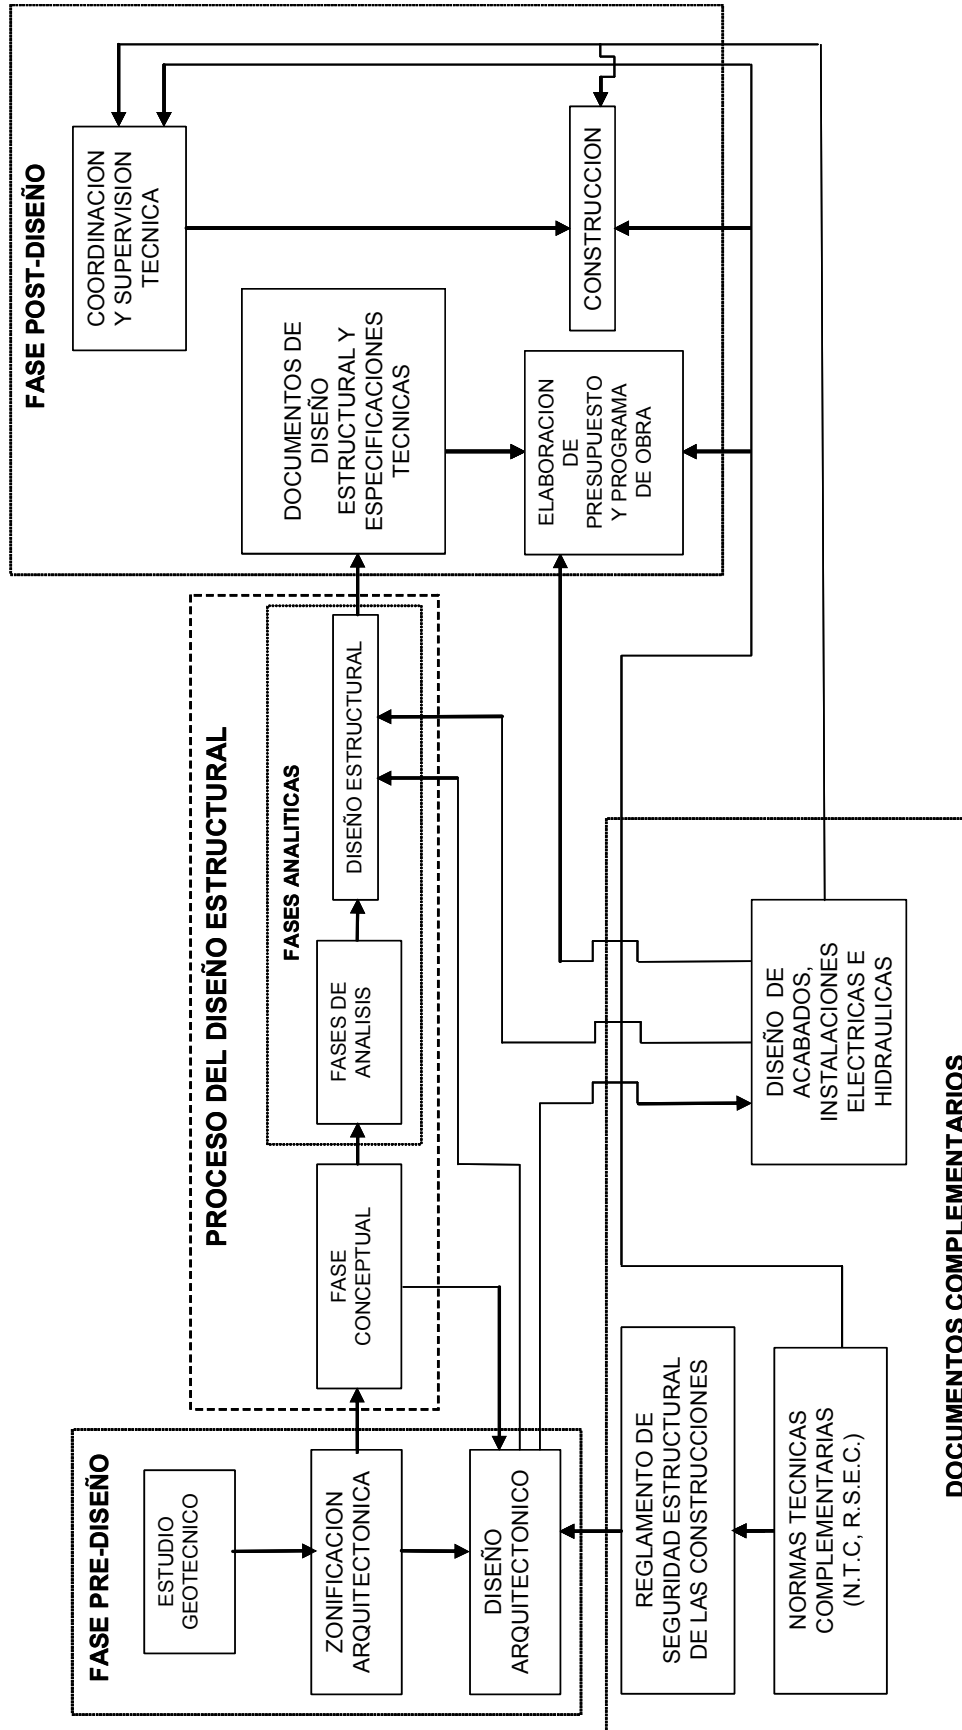 FASE PRE-DISEÑO
ESTUDIO
GEOTECNICO
ZONIFICACION
ARQUITECTONICA
DISEÑO
ARQUITECTONICO
PROCESO DEL DISEÑO ESTRUCTURAL
FASE
CONCEPTUAL
FASES ANALITICAS
FASES DE
ANALISIS
DISEÑO ESTRUCTURAL
FASE POST-DISEÑO
COORDINACION
Y SUPERVISION
TECNICA
DOCUMENTOS DE
DISEÑO
ESTRUCTURAL Y
ESPECIFICACIONES
TECNICAS
ELABORACION
DE
PRESUPUESTO
Y PROGRAMA
DE OBRA
CONSTRUCCION
REGLAMENTO DE
SEGURIDAD ESTRUCTURAL
DE LAS CONSTRUCCIONES
NORMAS TECNICAS
COMPLEMENTARIAS
(N.T.C, R.S.E.C.)
DISEÑO DE
ACABADOS,
INSTALACIONES
ELECTRICAS E
HIDRAULICAS
DOCUMENTOS COMPLEMENTARIOS